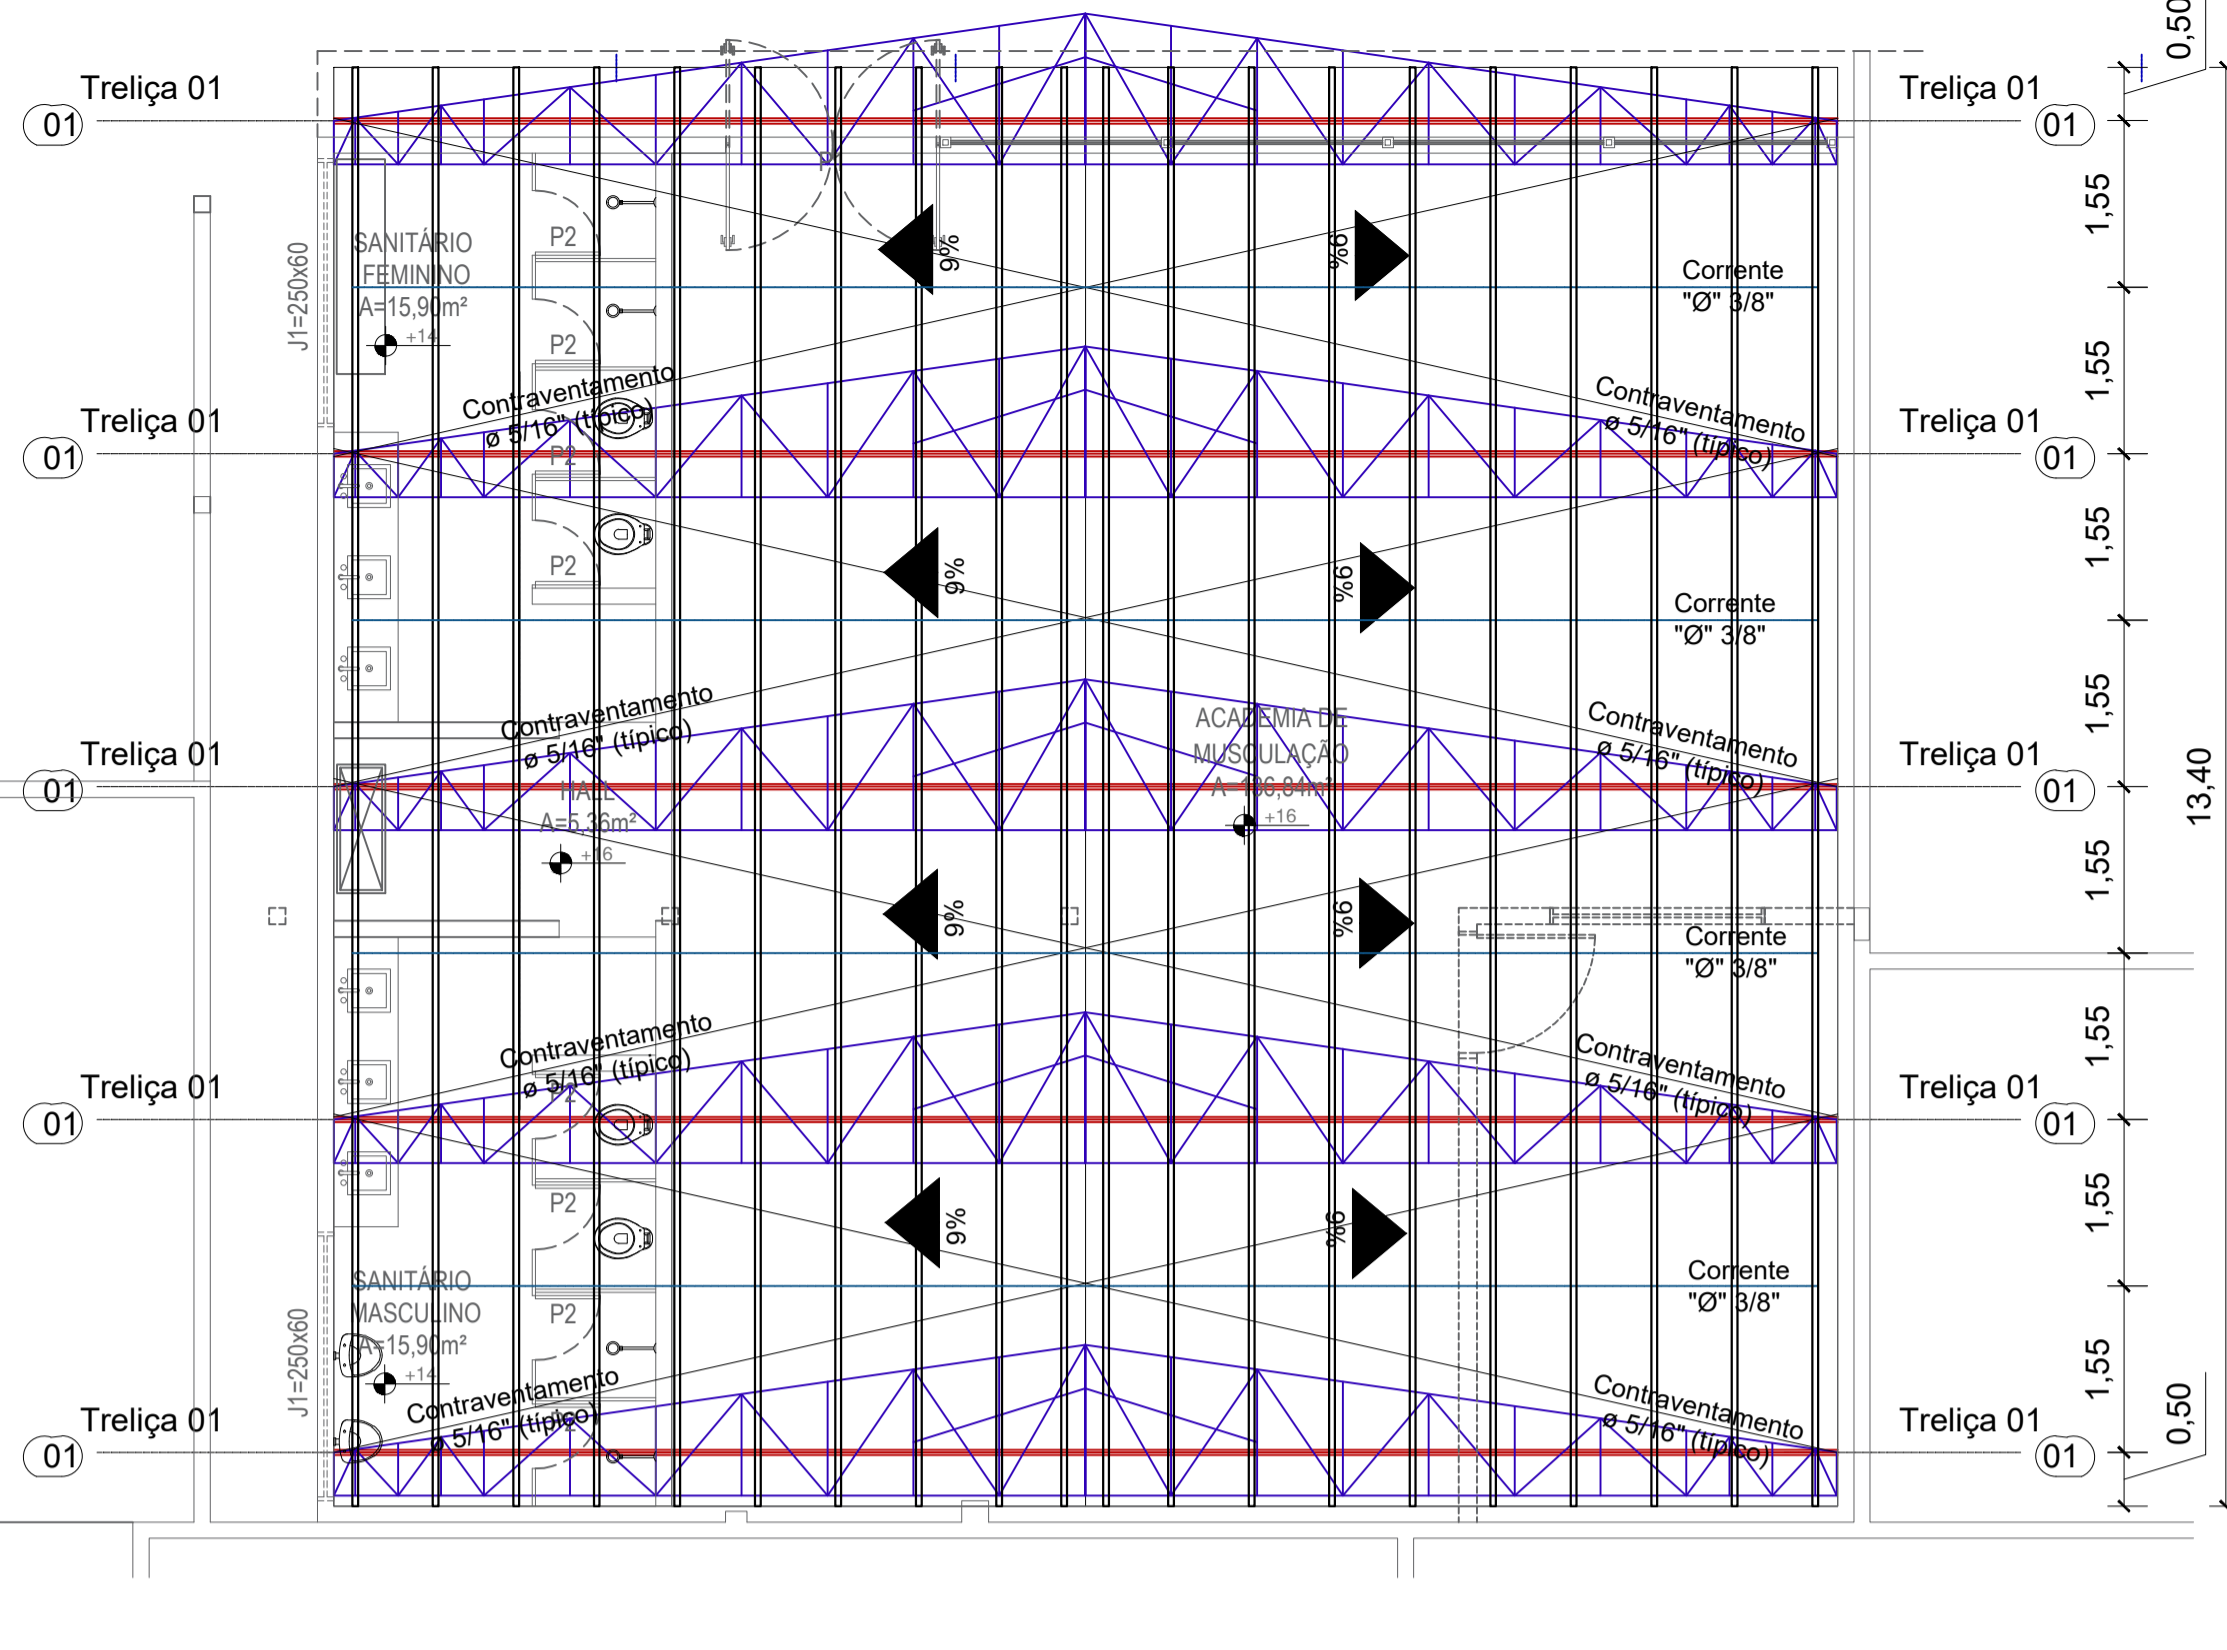 0,50
Treliça 01
01
Treliça 01
01
1,55
SANITÁRIO
FEMININO
A=15,90m²
+14
J1=250x60
P2
9%
9%
Corrente
"Ø" 3/8"
P2
1,55
Contraventamento
ø 5/16" (típico)
Contraventamento
ø 5/16" (típico)
Treliça 01
01
Treliça 01
01
P2
1,55
P2
9%
9%
Corrente
"Ø" 3/8"
1,55
Contraventamento
ø 5/16" (típico)
ACADEMIA DE
MUSCULAÇÃO
+16
Contraventamento
ø 5/16" (típico)
Treliça 01
01
Treliça 01
01
13,40
HALL
A=5,36m²
+16
1,55
9%
9%
Corrente
"Ø" 3/8"
1,55
Contraventamento
ø 5/16" (típico)
Contraventamento
ø 5/16" (típico)
Treliça 01
01
Treliça 01
01
P2
P2
1,55
9%
9%
SANITÁRIO
MASCULINO
A=15,90m²
+14
J1=250x60
P2
Corrente
"Ø" 3/8"
1,55
Contraventamento
ø 5/16" (típico)
Contraventamento
ø 5/16" (típico)
P2
0,50
Treliça 01
01
Treliça 01
01